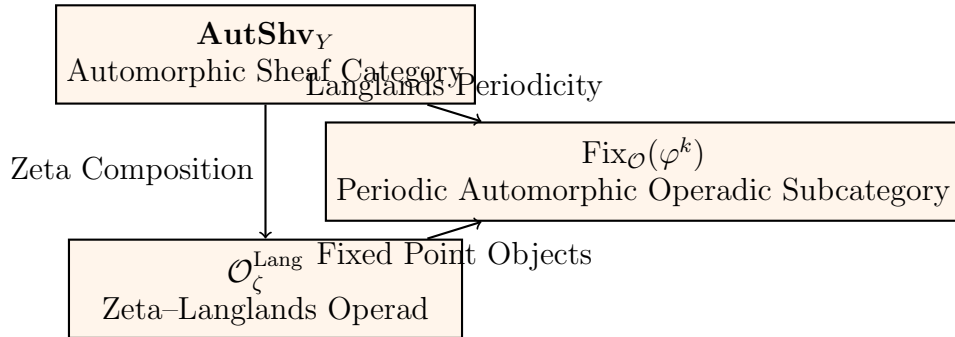 AutShv_Y
Automorphic Sheaf Category
Langlands Periodicity
Zeta Composition
Fix_𝒪(φ^k)
Periodic Automorphic Operadic Subcategory
Fixed Point Objects
𝒪_ζ^Lang
Zeta–Langlands Operad